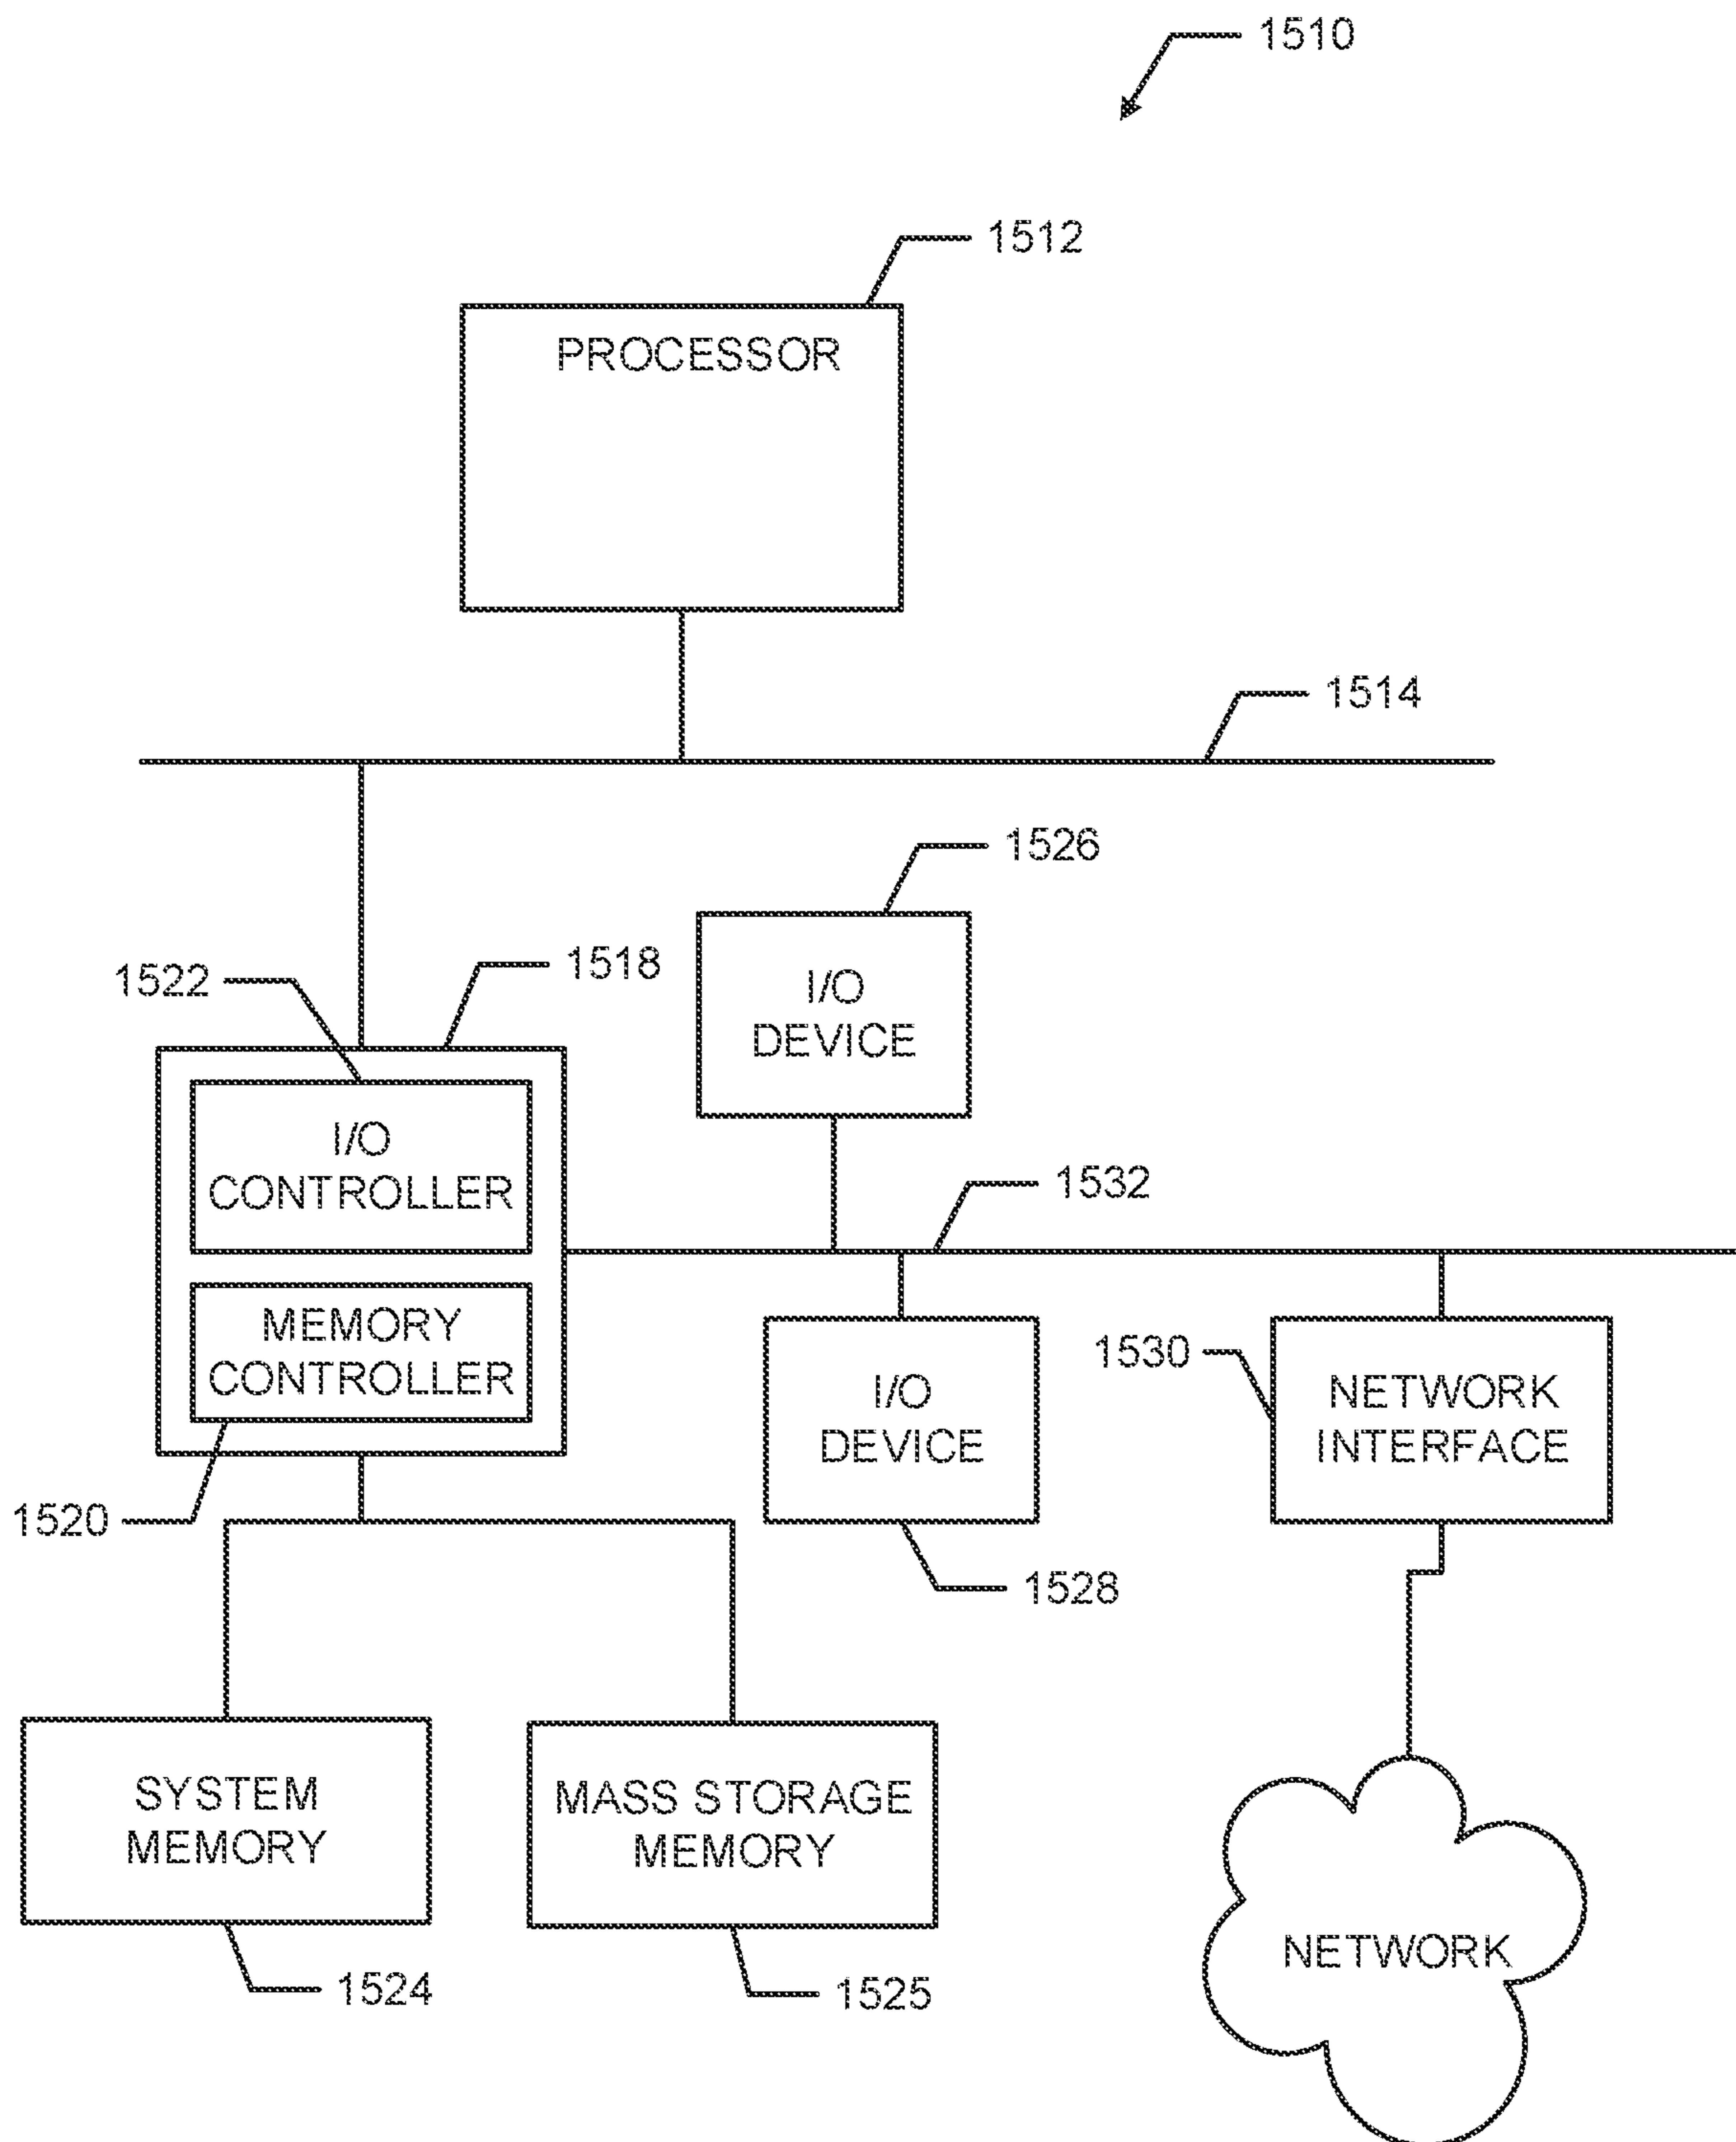 1510
1512
PROCESSOR
1514
1526
1518
1522
I/O
DEVICE
I/O
CONTROLLER
1532
MEMORY
CONTROLLER
1530
I/O
DEVICE
NETWORK
INTERFACE
1520
1528
SYSTEM
MEMORY
MASS STORAGE
MEMORY
NETWORK
1524
1525